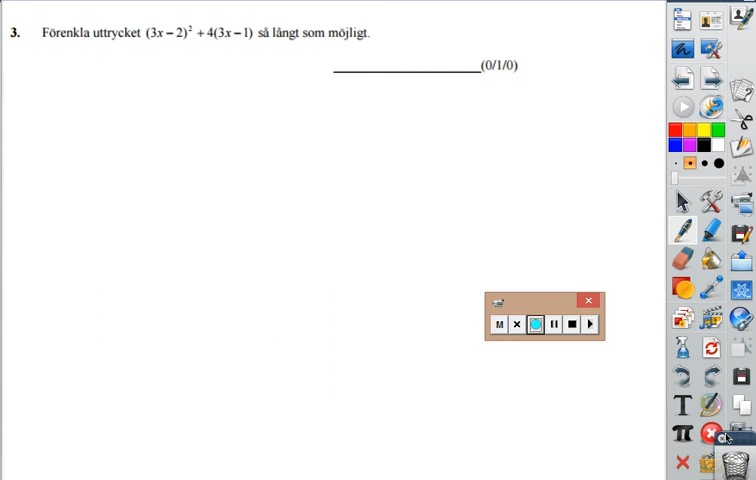 3. Förenkla uttrycket (3x – 2)² + 4(3x – 1) så långt som möjligt.
(0/1/0)
M
T
π